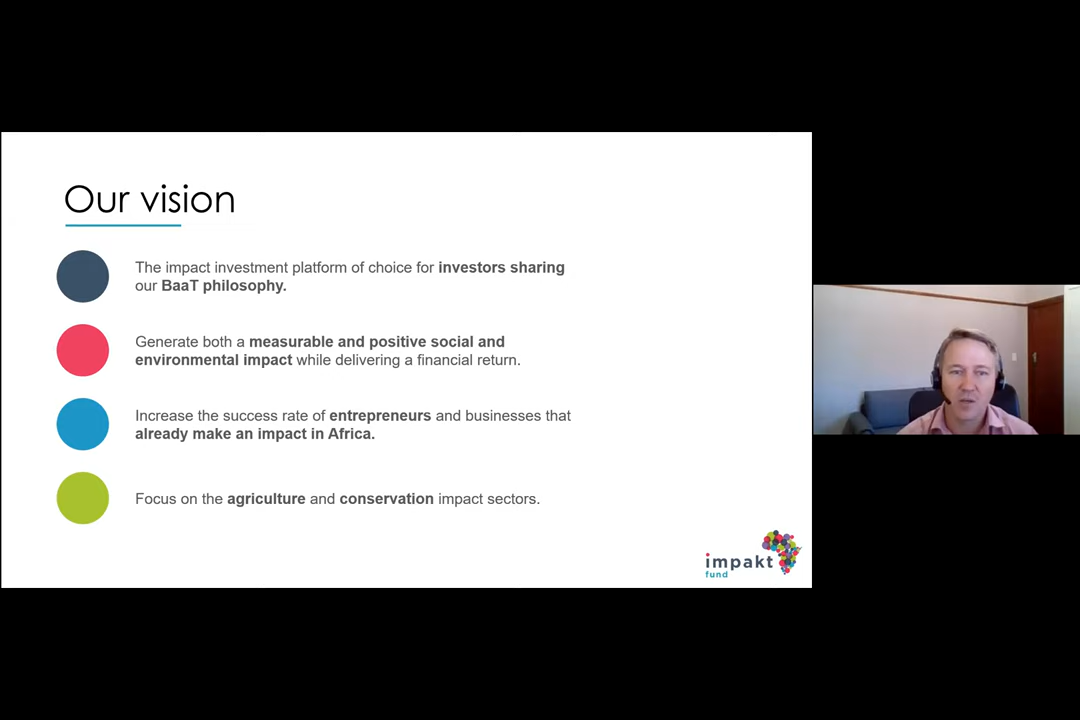 Our vision
The impact investment platform of choice for investors sharing
our BaaT philosophy.
Generate both a measurable and positive social and
environmental impact while delivering a financial return.
Increase the success rate of entrepreneurs and businesses that
already make an impact in Africa.
Focus on the agriculture and conservation impact sectors.
impakt
fund